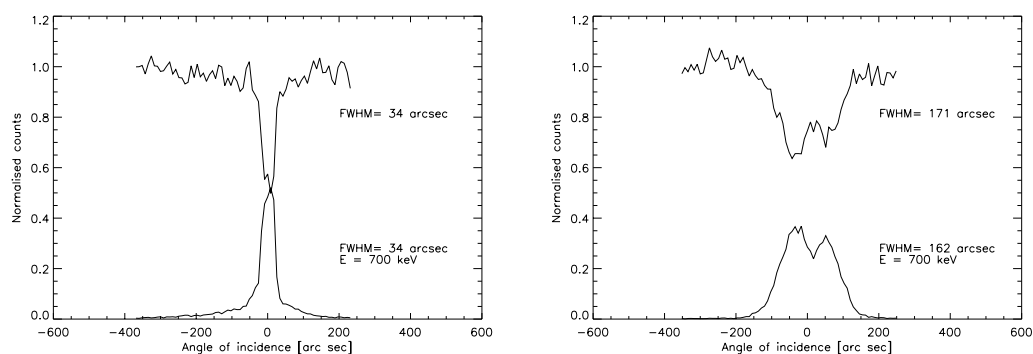 1.2
1.0
0.8
0.6
0.4
0.2
0.0
Normalised counts
FWHM= 34 arcsec
FWHM= 34 arcsec
E = 700 keV
-600 -400 -200 0 200 400 600
Angle of incidence [arc sec]
1.2
1.0
0.8
0.6
0.4
0.2
0.0
Normalised counts
FWHM= 171 arcsec
FWHM= 162 arcsec
E = 700 keV
-600 -400 -200 0 200 400 600
Angle of incidence [arc sec]